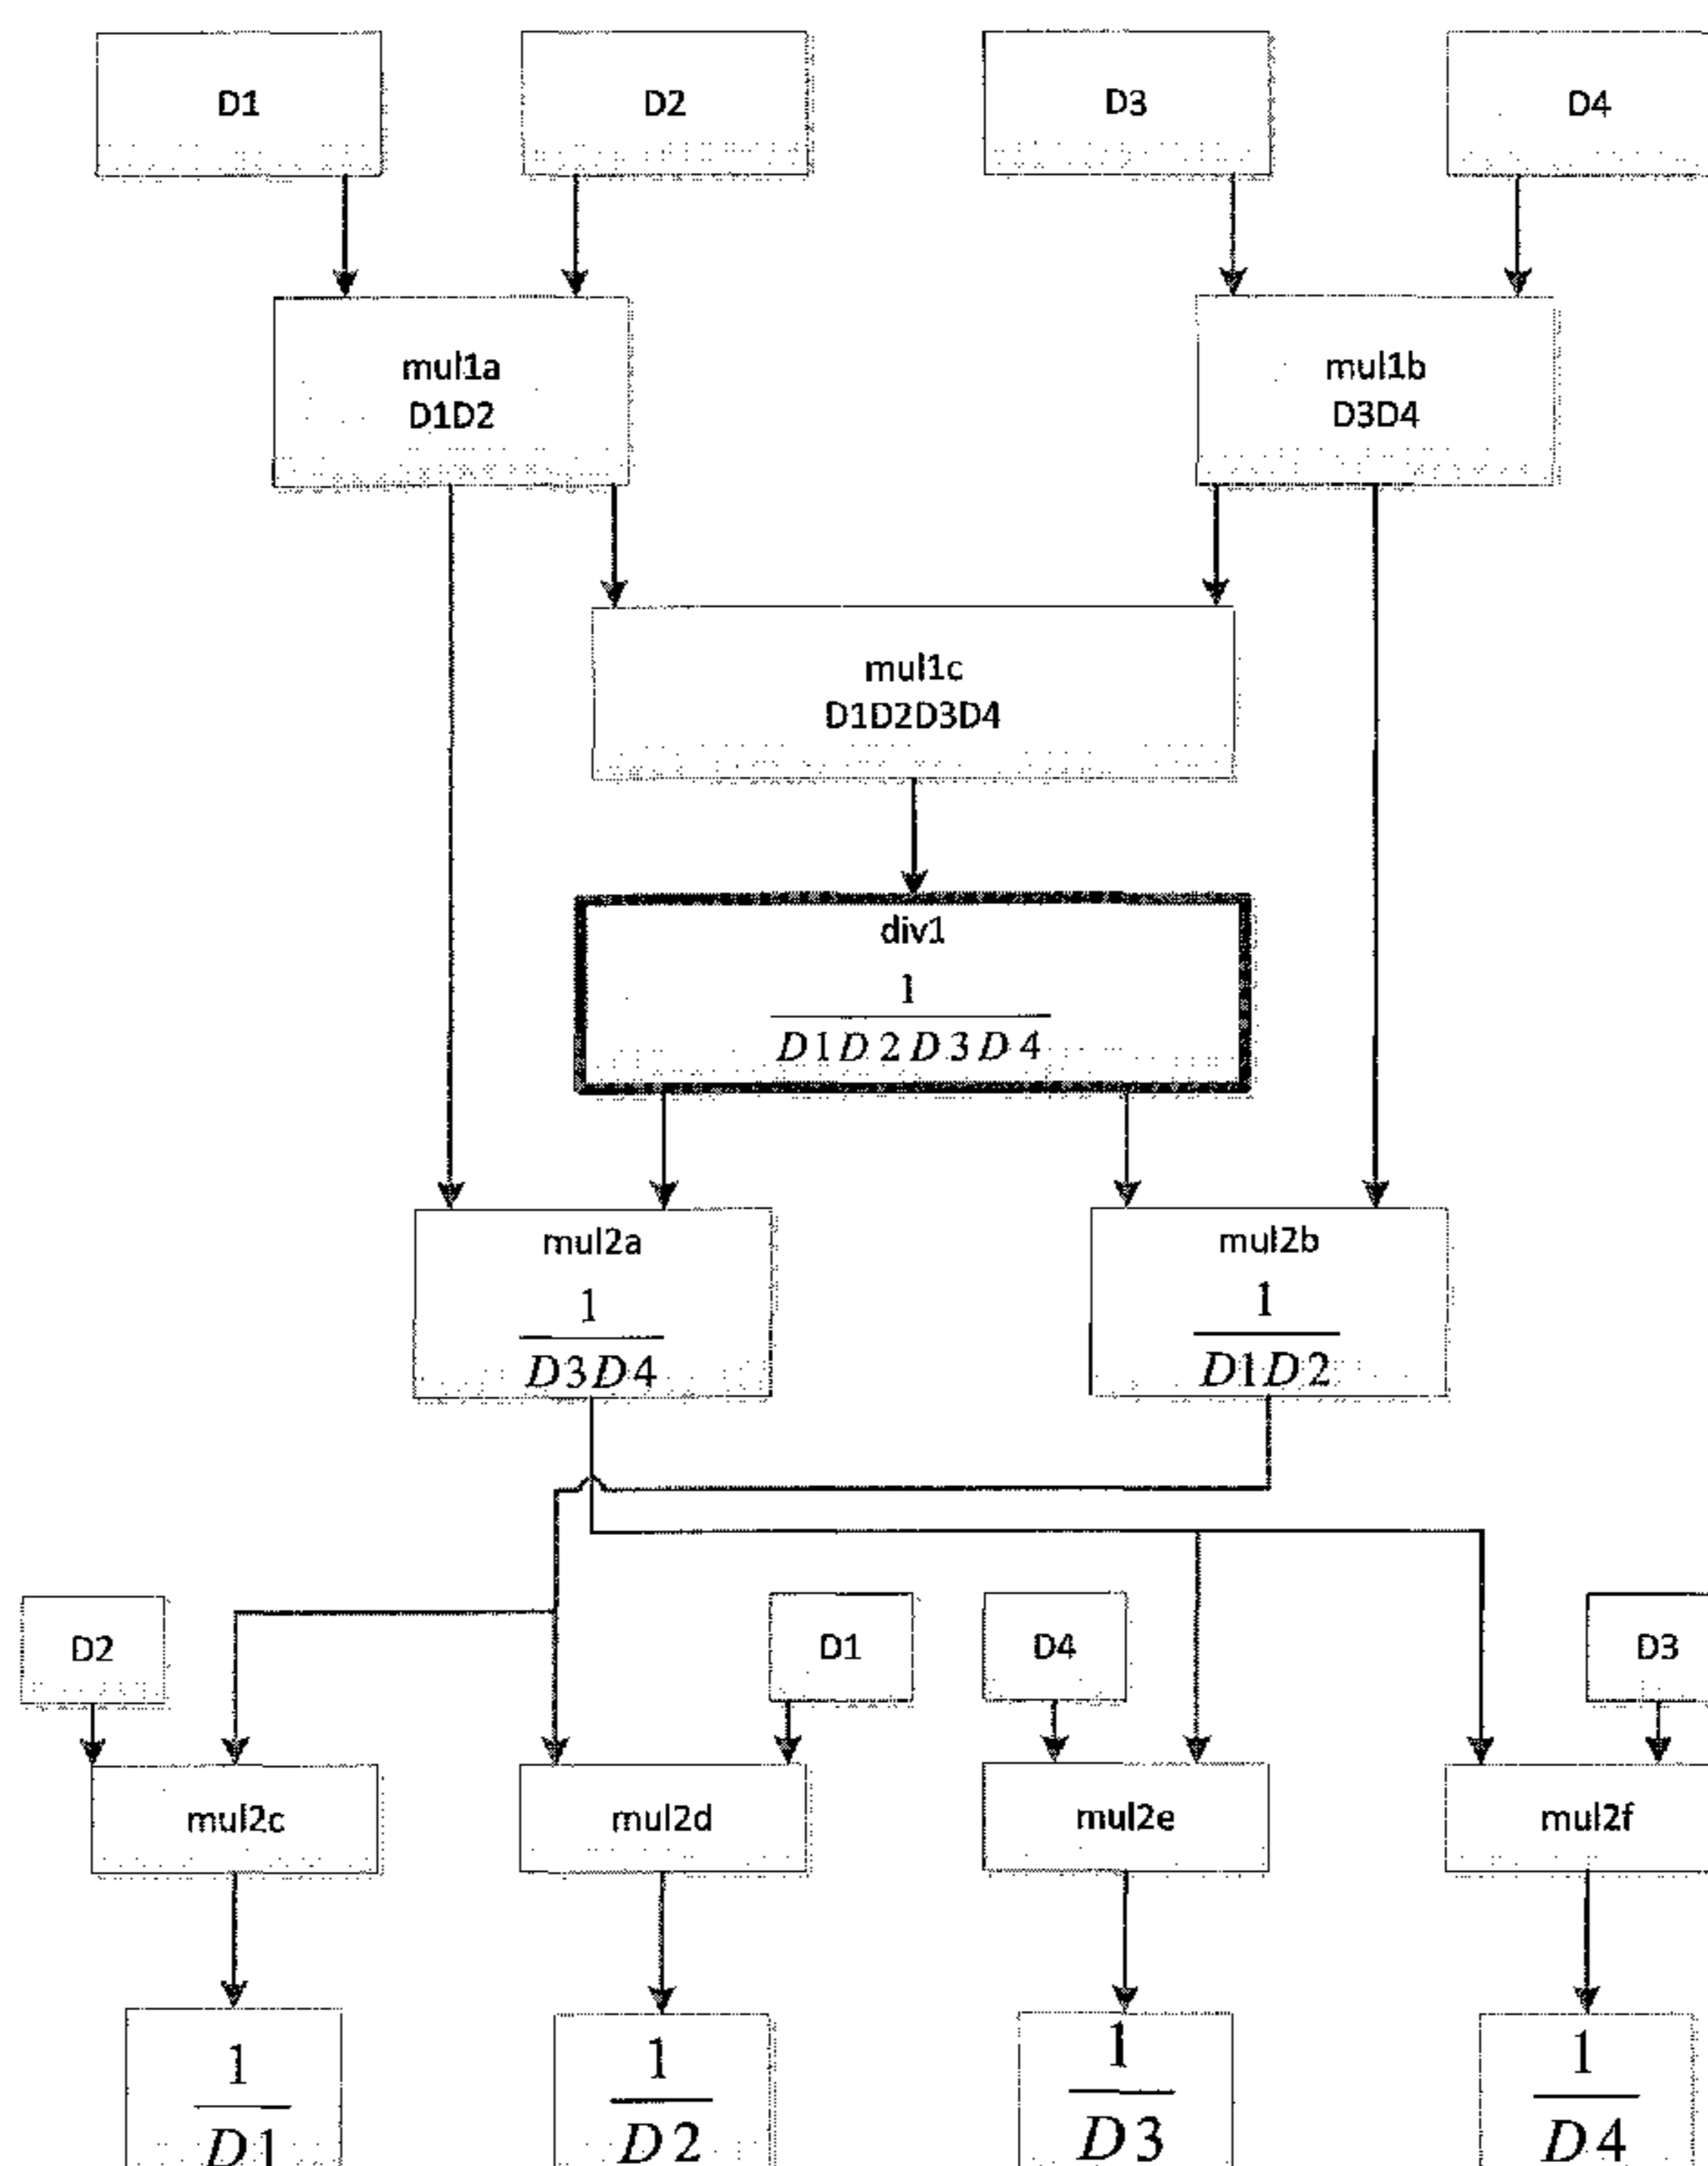 D1
D2
D3
D4
mul1a
D1D2
mul1b
D3D4
mul1c
D1D2D3D4
div1
1
D1D2D3D4
mul2a
1
D3D4
mul2b
1
D1D2
D2
D1
D4
D3
mul2c
mul2d
mul2e
mul2f
1
D1
1
D2
1
D3
1
D4